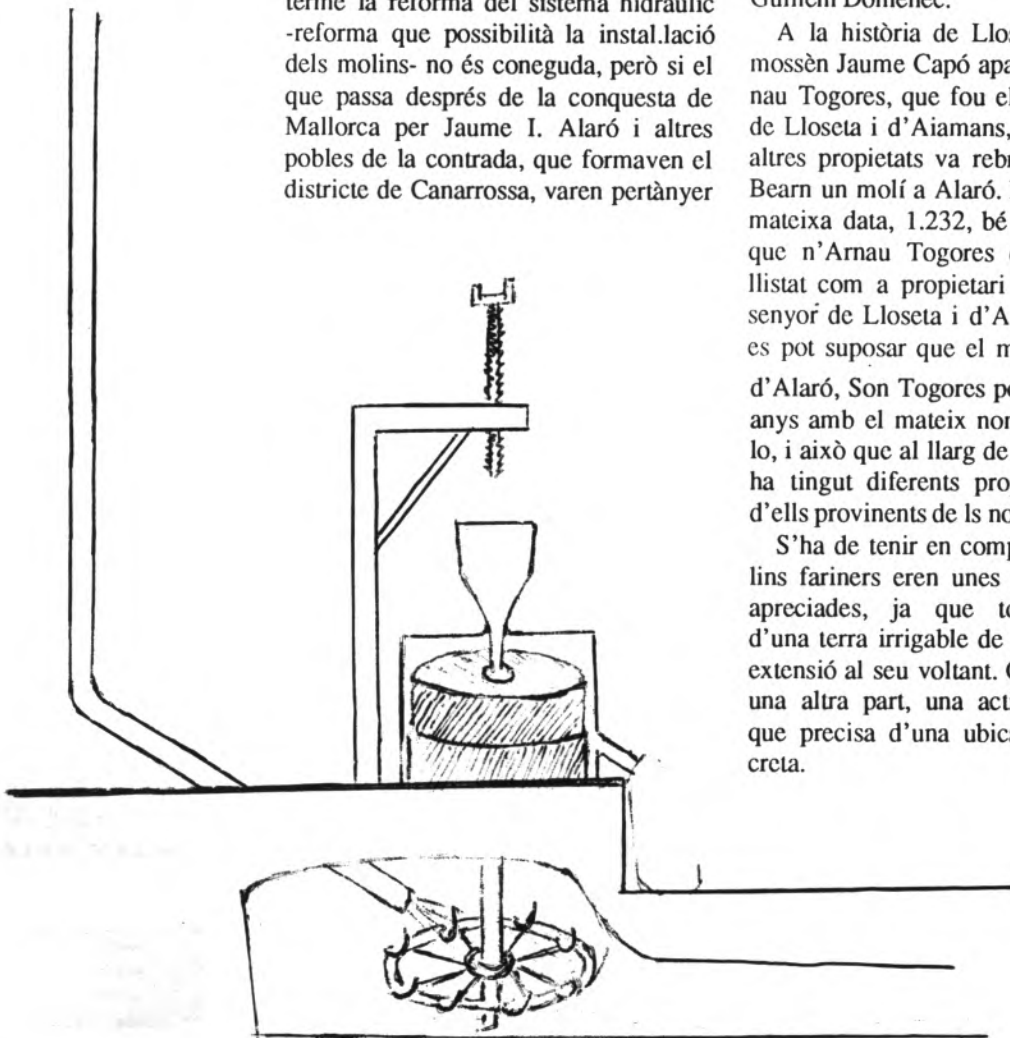 terme la reforma del sistema hidràulic
-reforma que possibilità la instal.lació
dels molins- no és coneguda, però si el
que passa després de la conquesta de
Mallorca per Jaume I. Alaró i altres
pobles de la contrada, que formaven el
districte de Canarrossa, varen pertànyer
Guillem Domènec.
A la història de Llos
mossèn Jaume Capó apa
nau Togores, que fou el
de Lloseta i d'Aiamans,
altres propietats va rebr
Bearn un molí a Alaró.
mateixa data, 1.232, bé
que n'Arnau Togores
llistat com a propietari
senyor de Lloseta i d'A
es pot suposar que el m
d'Alaró, Son Togores pe
anys amb el mateix nor
lo, i això que al llarg de
ha tingut diferents pro
d'ells provinents de ls no
S'ha de tenir en comp
lins fariners eren unes
apreciades, ja que to
d'una terra irrigable de
extensió al seu voltant. C
una altra part, una act
que precisa d'una ubica
creta.